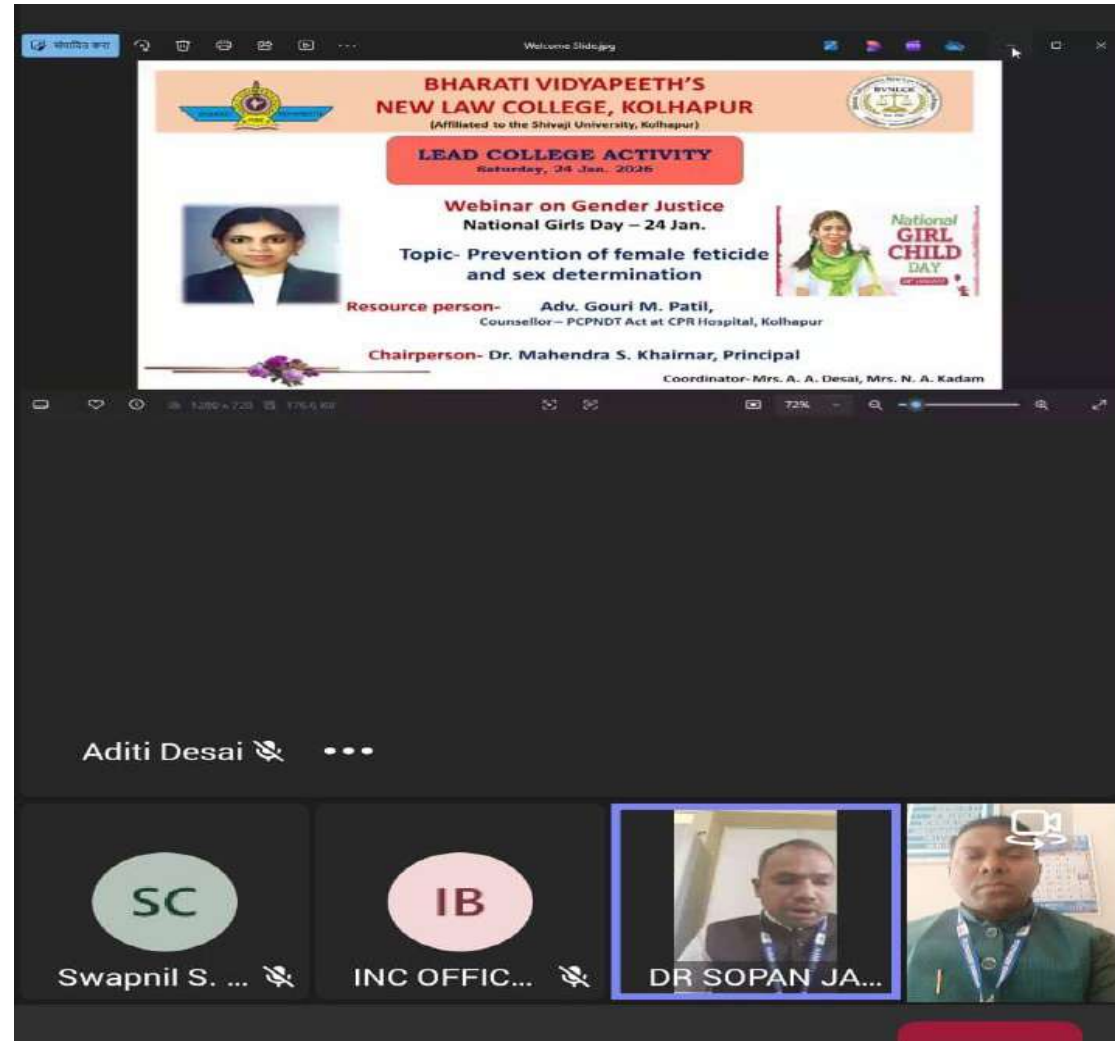 संपादित करा
Welcome Slide.jpg
BHARATI VIDYAPEETH'S
NEW LAW COLLEGE, KOLHAPUR
(Affiliated to the Shivaji University, Kolhapur)
LEAD COLLEGE ACTIVITY
Saturday, 24 Jan. 2026
Webinar on Gender Justice
National Girls Day – 24 Jan.
Topic- Prevention of female feticide
and sex determination
National
GIRL
CHILD
DAY
Resource person- Adv. Gouri M. Patil,
Counsellor – PCPNDT Act at CPR Hospital, Kolhapur
Chairperson- Dr. Mahendra S. Khairnar, Principal
Coordinator- Mrs. A. A. Desai, Mrs. N. A. Kadam
1280 x 720
72%
Aditi Desai
SC
IB
Swapnil S. ...
INC OFFIC...
DR SOPAN JA...